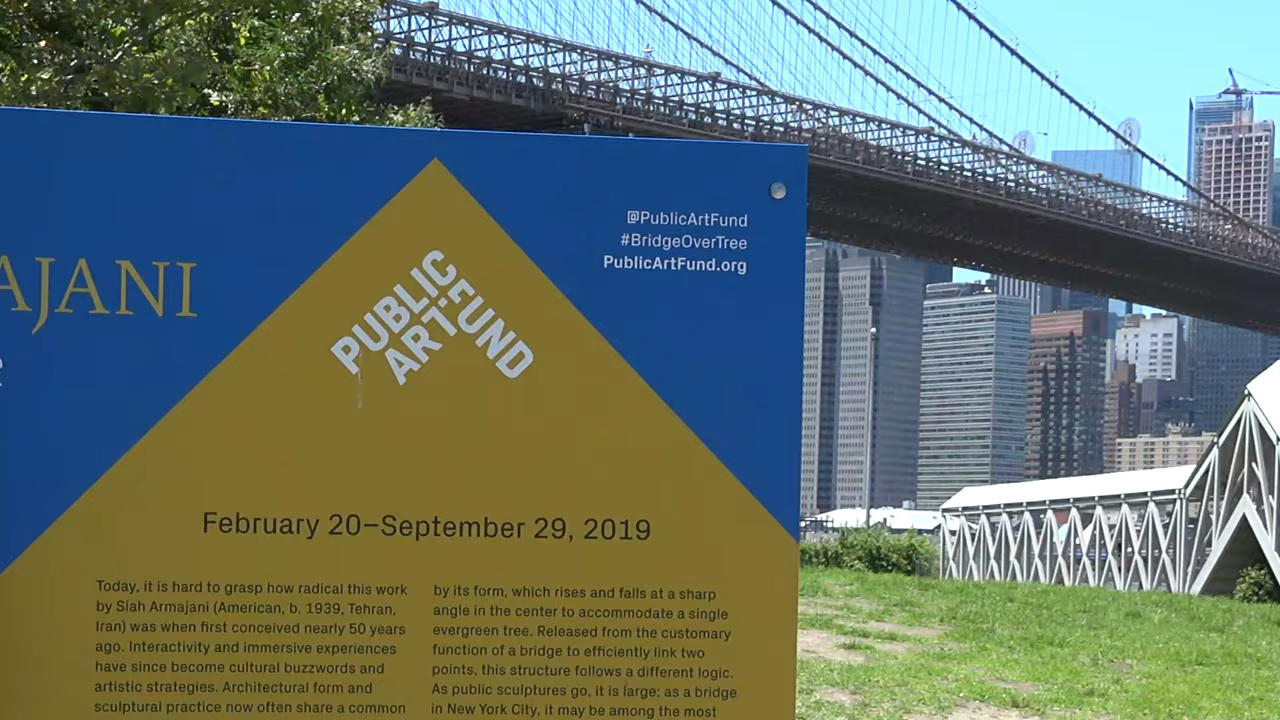 AJANI
@PublicArtFund
#BridgeOverTree
PublicArtFund.org
PUBLIC
ART FUND
February 20–September 29, 2019
Today, it is hard to grasp how radical this work
by Siah Armajani (American, b. 1939, Tehran,
Iran) was when first conceived nearly 50 years
ago. Interactivity and immersive experiences
have since become cultural buzzwords and
artistic strategies. Architectural form and
sculptural practice now often share a common
by its form, which rises and falls at a sharp
angle in the center to accommodate a single
evergreen tree. Released from the customary
function of a bridge to efficiently link two
points, this structure follows a different logic.
As public sculptures go, it is large; as a bridge
in New York City, it may be among the most